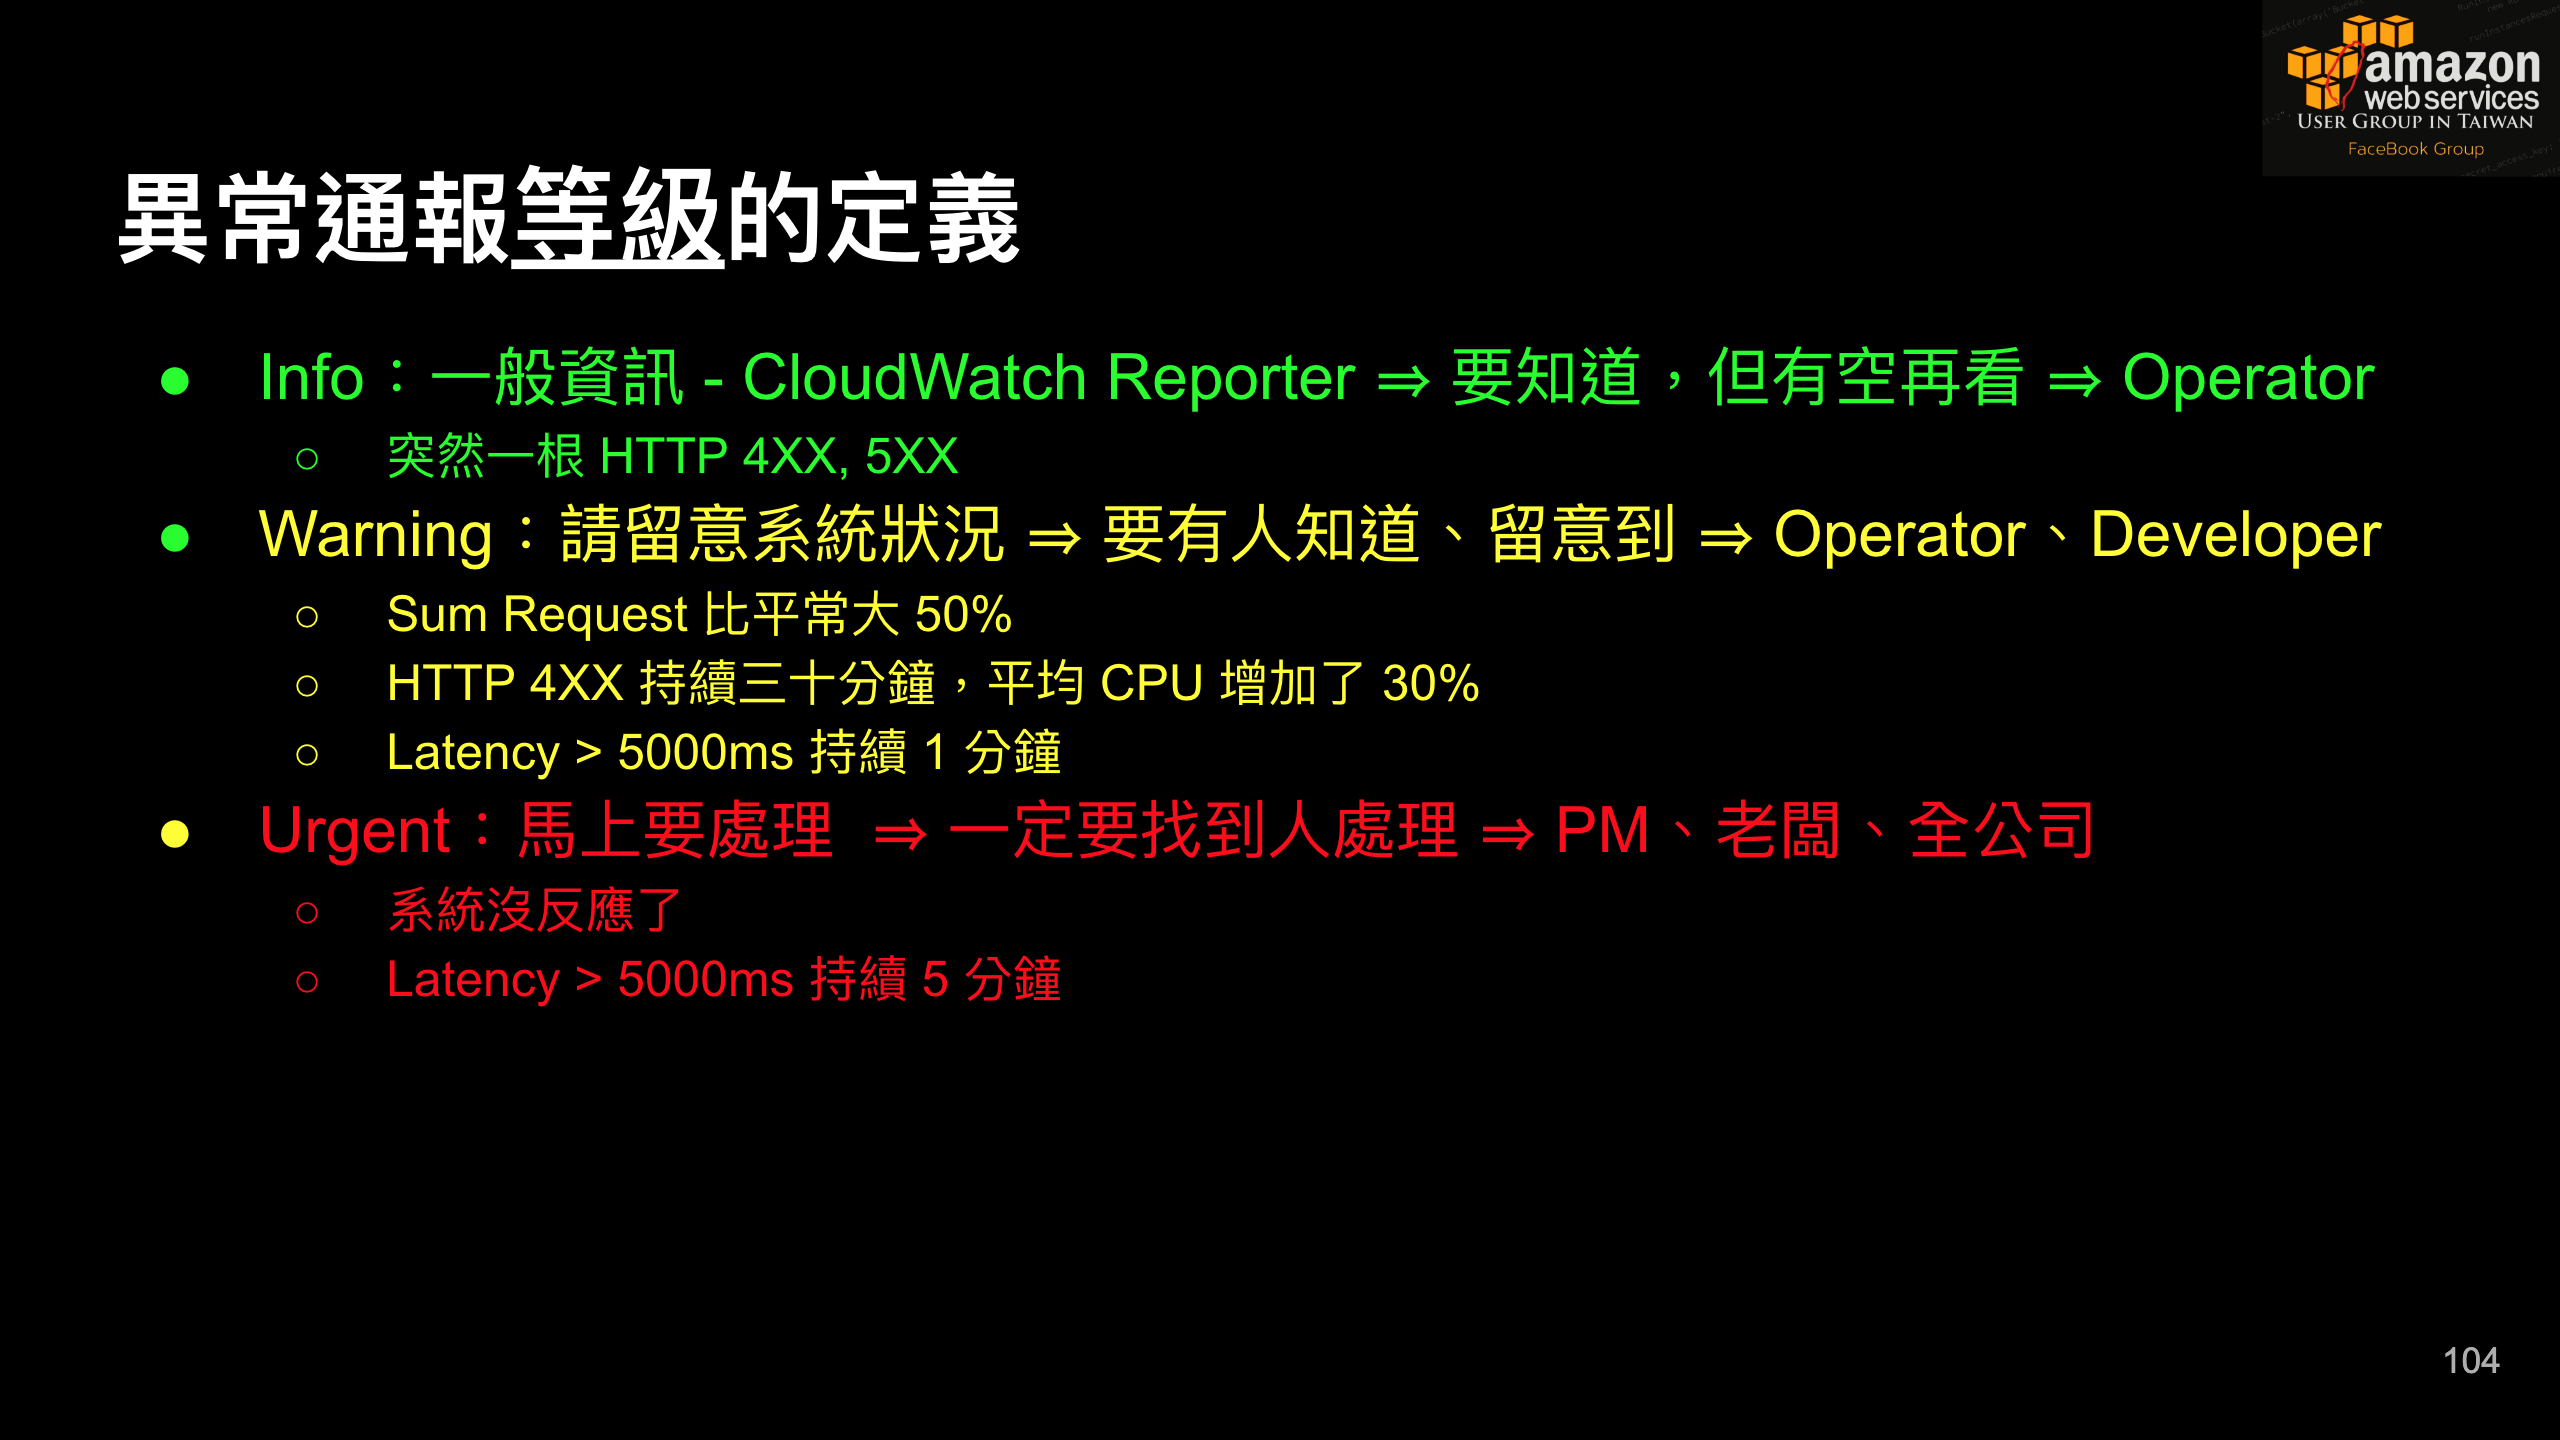 amazon
web services
USER GROUP IN TAIWAN
FaceBook Group
異常通報等級的定義
● Info：一般資訊 - CloudWatch Reporter ⇒ 要知道，但有空再看 ⇒ Operator
○ 突然一根 HTTP 4XX, 5XX
● Warning：請留意系統狀況 ⇒ 要有人知道、留意到 ⇒ Operator、Developer
○ Sum Request 比平常大 50%
○ HTTP 4XX 持續三十分鐘，平均 CPU 增加了 30%
○ Latency > 5000ms 持續 1 分鐘
● Urgent：馬上要處理 ⇒ 一定要找到人處理 ⇒ PM、老闆、全公司
○ 系統沒反應了
○ Latency > 5000ms 持續 5 分鐘
104